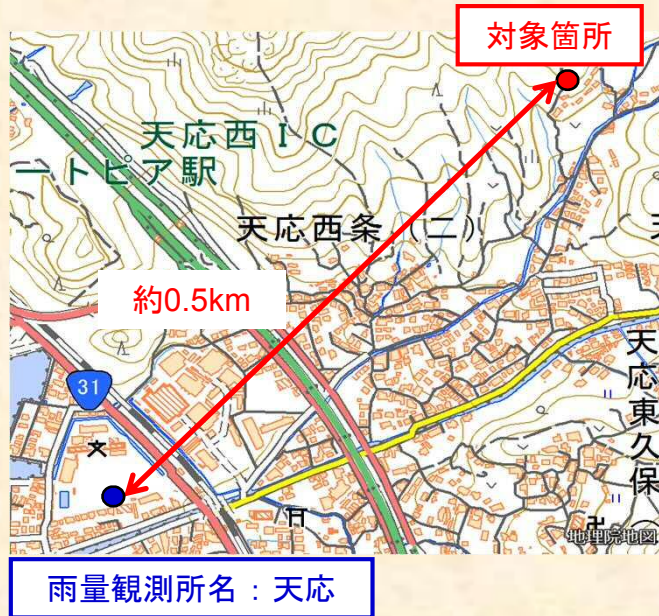 対象箇所
天応西IC
ートピア駅
天応西条(二)
約0.5km
31
天応東久保
地理院地図
雨量観測所名：天応